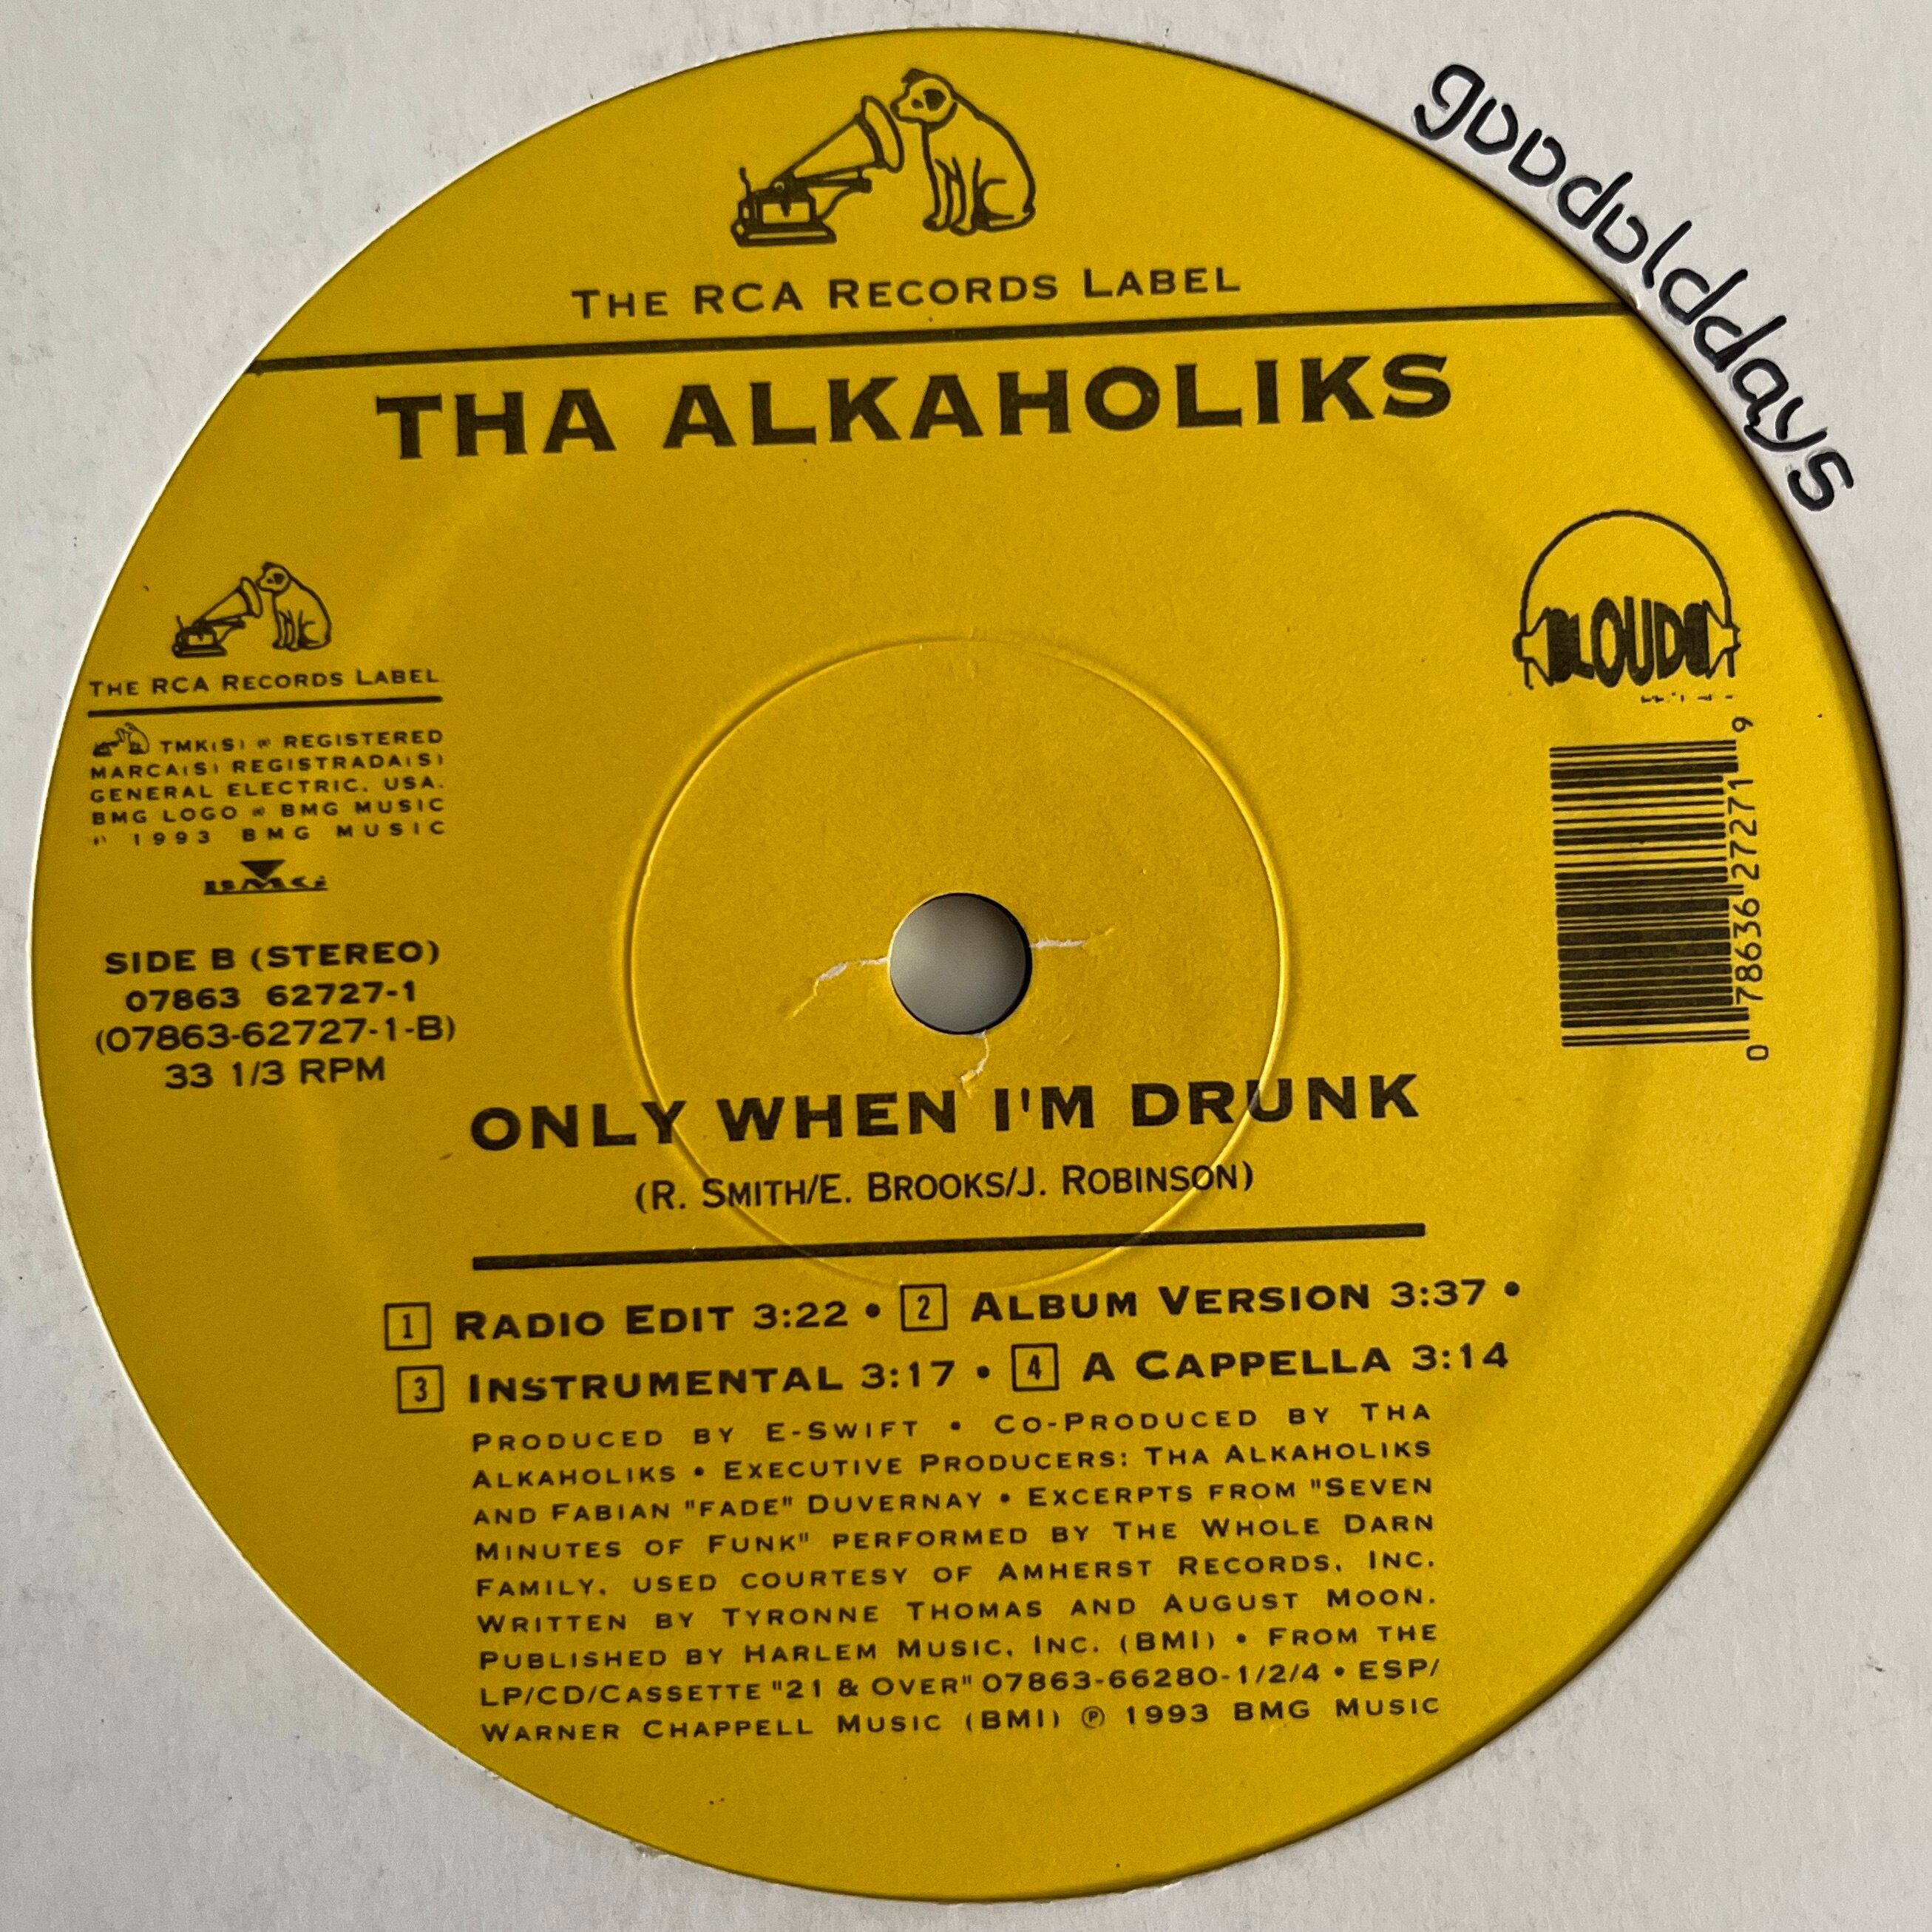 goodolddays
THE RCA RECORDS LABEL
THA ALKAHOLIKS
LOUD
THE RCA RECORDS LABEL
TMK(S) ® REGISTERED
MARCA(S) REGISTRADA(S)
GENERAL ELECTRIC, USA.
BMG LOGO ® BMG MUSIC
© 1993 BMG MUSIC
BMG
SIDE B (STEREO)
07863 62727-1
(07863-62727-1-B)
33 1/3 RPM
0 78636 27271 9
ONLY WHEN I'M DRUNK
(R. SMITH/E. BROOKS/J. ROBINSON)
1 RADIO EDIT 3:22 • 2 ALBUM VERSION 3:37 •
3 INSTRUMENTAL 3:17 • 4 A CAPPELLA 3:14
PRODUCED BY E-SWIFT • CO-PRODUCED BY THA
ALKAHOLIKS • EXECUTIVE PRODUCERS: THA ALKAHOLIKS
AND FABIAN "FADE" DUVERNAY • EXCERPTS FROM "SEVEN
MINUTES OF FUNK" PERFORMED BY THE WHOLE DARN
FAMILY, USED COURTESY OF AMHERST RECORDS, INC.
WRITTEN BY TYRONNE THOMAS AND AUGUST MOON.
PUBLISHED BY HARLEM MUSIC, INC. (BMI) • FROM THE
LP/CD/CASSETTE "21 & OVER" 07863-66280-1/2/4 • ESP/
WARNER CHAPPELL MUSIC (BMI) ℗ 1993 BMG MUSIC